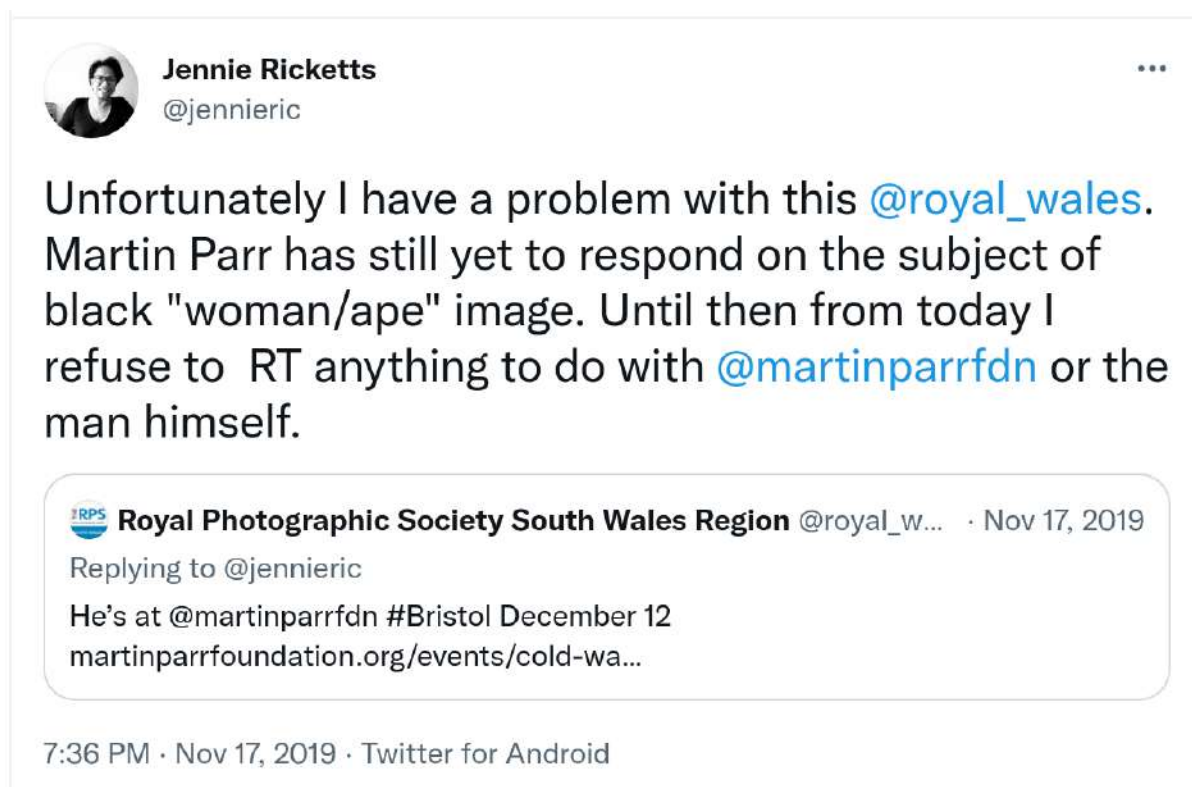 Jennie Ricketts
@jennieric
Unfortunately I have a problem with this @royal_wales.
Martin Parr has still yet to respond on the subject of
black "woman/ape" image. Until then from today I
refuse to  RT anything to do with @martinparrfdn or the
man himself.
RPS Royal Photographic Society South Wales Region @royal_w... · Nov 17, 2019
Replying to @jennieric
He's at @martinparrfdn #Bristol December 12
martinparrfoundation.org/events/cold-wa...
7:36 PM · Nov 17, 2019 · Twitter for Android